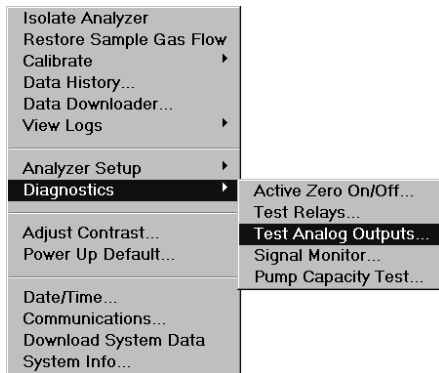 Isolate Analyzer
Restore Sample Gas Flow
Calibrate
Data History...
Data Downloader...
View Logs
Analyzer Setup
Diagnostics
Active Zero On/Off...
Test Relays...
Test Analog Outputs...
Signal Monitor...
Pump Capacity Test...
Adjust Contrast...
Power Up Default...
Date/Time...
Communications...
Download System Data
System Info...